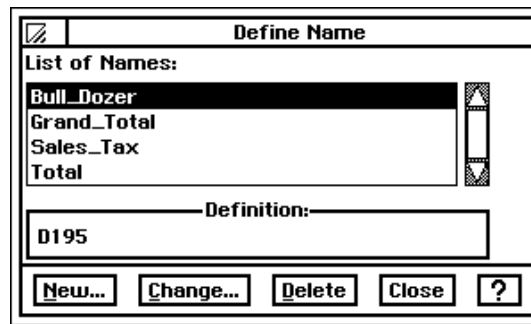 Define Name
List of Names:
Bull_Dozer
Grand_Total
Sales_Tax
Total
Definition:
D195
New... Change... Delete Close ?